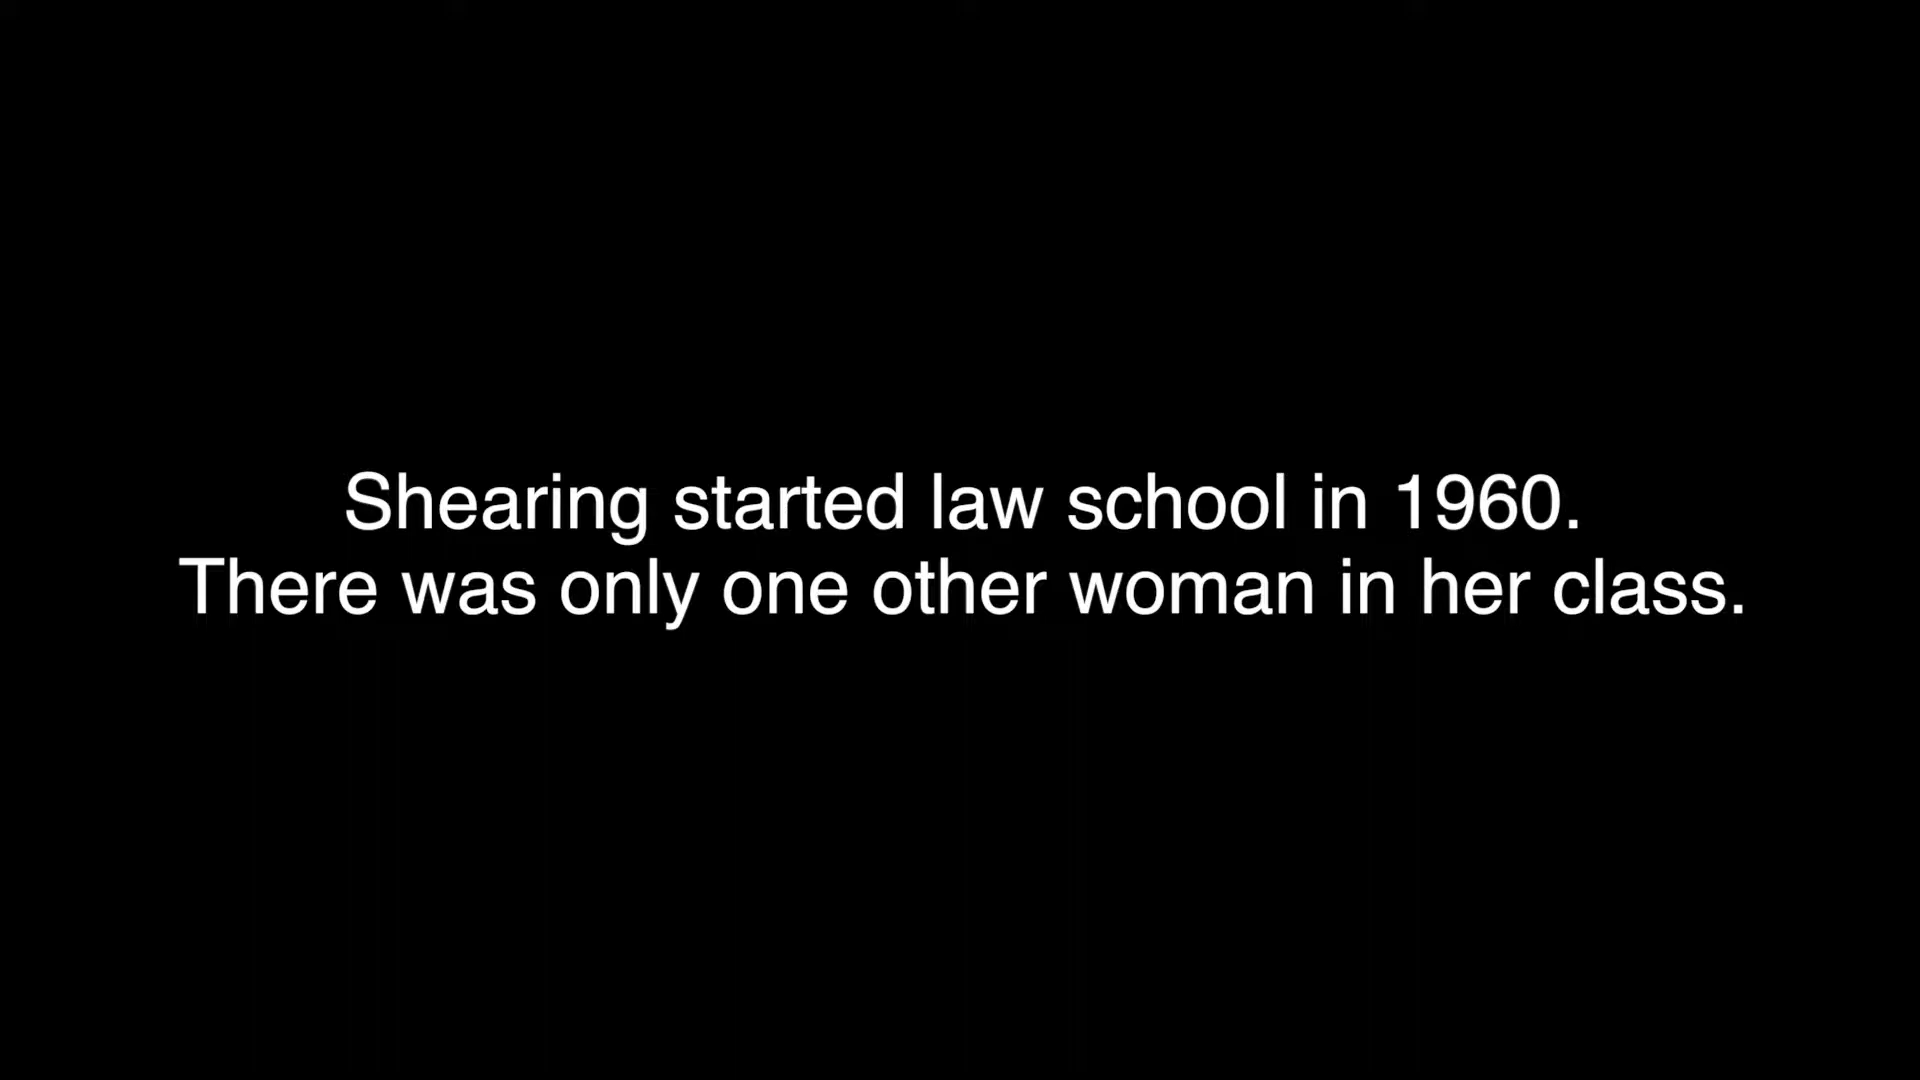 Shearing started law school in 1960.
There was only one other woman in her class.